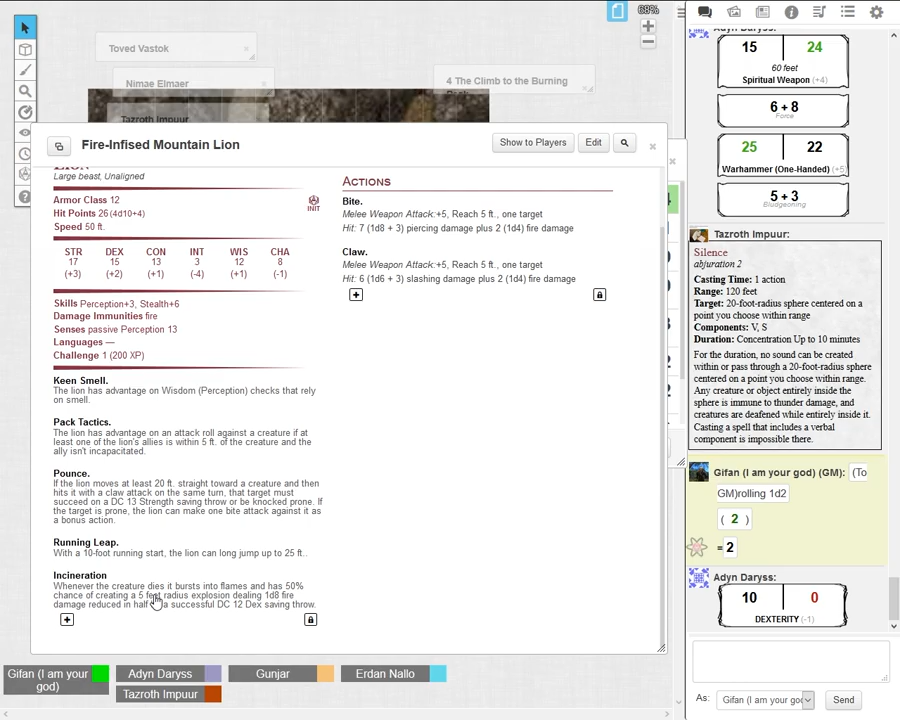 68%
Toved Vastok
Nimae Elmaer
4 The Climb to the Burning
Tazroth Impuur
Fire-Infised Mountain Lion
Show to Players
Edit
Large beast, Unaligned
Armor Class 12
Hit Points 26 (4d10+4)
Speed 50 ft.
INIT
STR DEX CON INT WIS CHA
17 15 13 3 12 8
(+3) (+2) (+1) (-4) (+1) (-1)
Skills Perception+3, Stealth+6
Damage Immunities fire
Senses passive Perception 13
Languages —
Challenge 1 (200 XP)
Keen Smell.
The lion has advantage on Wisdom (Perception) checks that rely
on smell.
Pack Tactics.
The lion has advantage on an attack roll against a creature if at
least one of the lion's allies is within 5 ft. of the creature and the
ally isn't incapacitated.
Pounce.
If the lion moves at least 20 ft. straight toward a creature and then
hits it with a claw attack on the same turn, that target must
succeed on a DC 13 Strength saving throw or be knocked prone. If
the target is prone, the lion can make one bite attack against it as
a bonus action.
Running Leap.
With a 10-foot running start, the lion can long jump up to 25 ft..
Incineration
Whenever the creature dies it bursts into flames and has 50%
chance of creating a 5 feet radius explosion dealing 1d8 fire
damage reduced in half a successful DC 12 Dex saving throw.
Actions
Bite.
Melee Weapon Attack:+5, Reach 5 ft., one target
Hit: 7 (1d8 + 3) piercing damage plus 2 (1d4) fire damage
Claw.
Melee Weapon Attack:+5, Reach 5 ft., one target
Hit: 6 (1d6 + 3) slashing damage plus 2 (1d4) fire damage
Gifan (I am your
god)
Adyn Daryss
Gunjar
Erdan Nallo
Tazroth Impuur
Adyn Daryss:
15 24
60 feet
Spiritual Weapon (+4)
6 + 8
Force
25 22
Warhammer (One-Handed) (+5)
5 + 3
Bludgeoning
Tazroth Impuur:
Silence
abjuration 2
Casting Time: 1 action
Range: 120 feet
Target: 20-foot-radius sphere centered on a
point you choose within range
Components: V, S
Duration: Concentration Up to 10 minutes
For the duration, no sound can be created
within or pass through a 20-foot-radius sphere
centered on a point you choose within range.
Any creature or object entirely inside the
sphere is immune to thunder damage, and
creatures are deafened while entirely inside it.
Casting a spell that includes a verbal
component is impossible there.
Gifan (I am your god) (GM): (To
GM)rolling 1d2
( 2 )
= 2
Adyn Daryss:
10 0
DEXTERITY (-1)
As:
Gifan (I am your god
Send